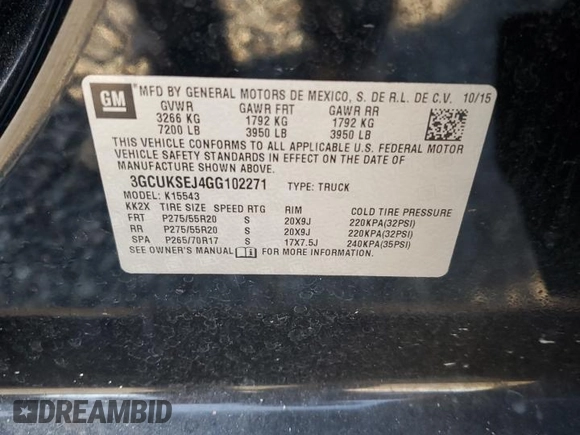 GM
MFD BY GENERAL MOTORS DE MEXICO, S. DE R.L. DE C.V. 10/15
GVWR GAWR FRT GAWR RR
3266 KG 1792 KG 1792 KG
7200 LB 3950 LB 3950 LB
THIS VEHICLE CONFORMS TO ALL APPLICABLE U.S. FEDERAL MOTOR
VEHICLE SAFETY STANDARDS IN EFFECT ON THE DATE OF
MANUFACTURE SHOWN ABOVE.
3GCUKSEJ4GG102271 TYPE: TRUCK
MODEL: K15543
KK2X TIRE SIZE SPEED RTG RIM COLD TIRE PRESSURE
FRT P275/55R20 S 20X9J 220KPA(32PSI)
RR P275/55R20 S 20X9J 220KPA(32PSI)
SPA P265/70R17 S 17X7.5J 240KPA(35PSI)
SEE OWNER'S MANUAL FOR MORE INFORMATION
DREAMBID